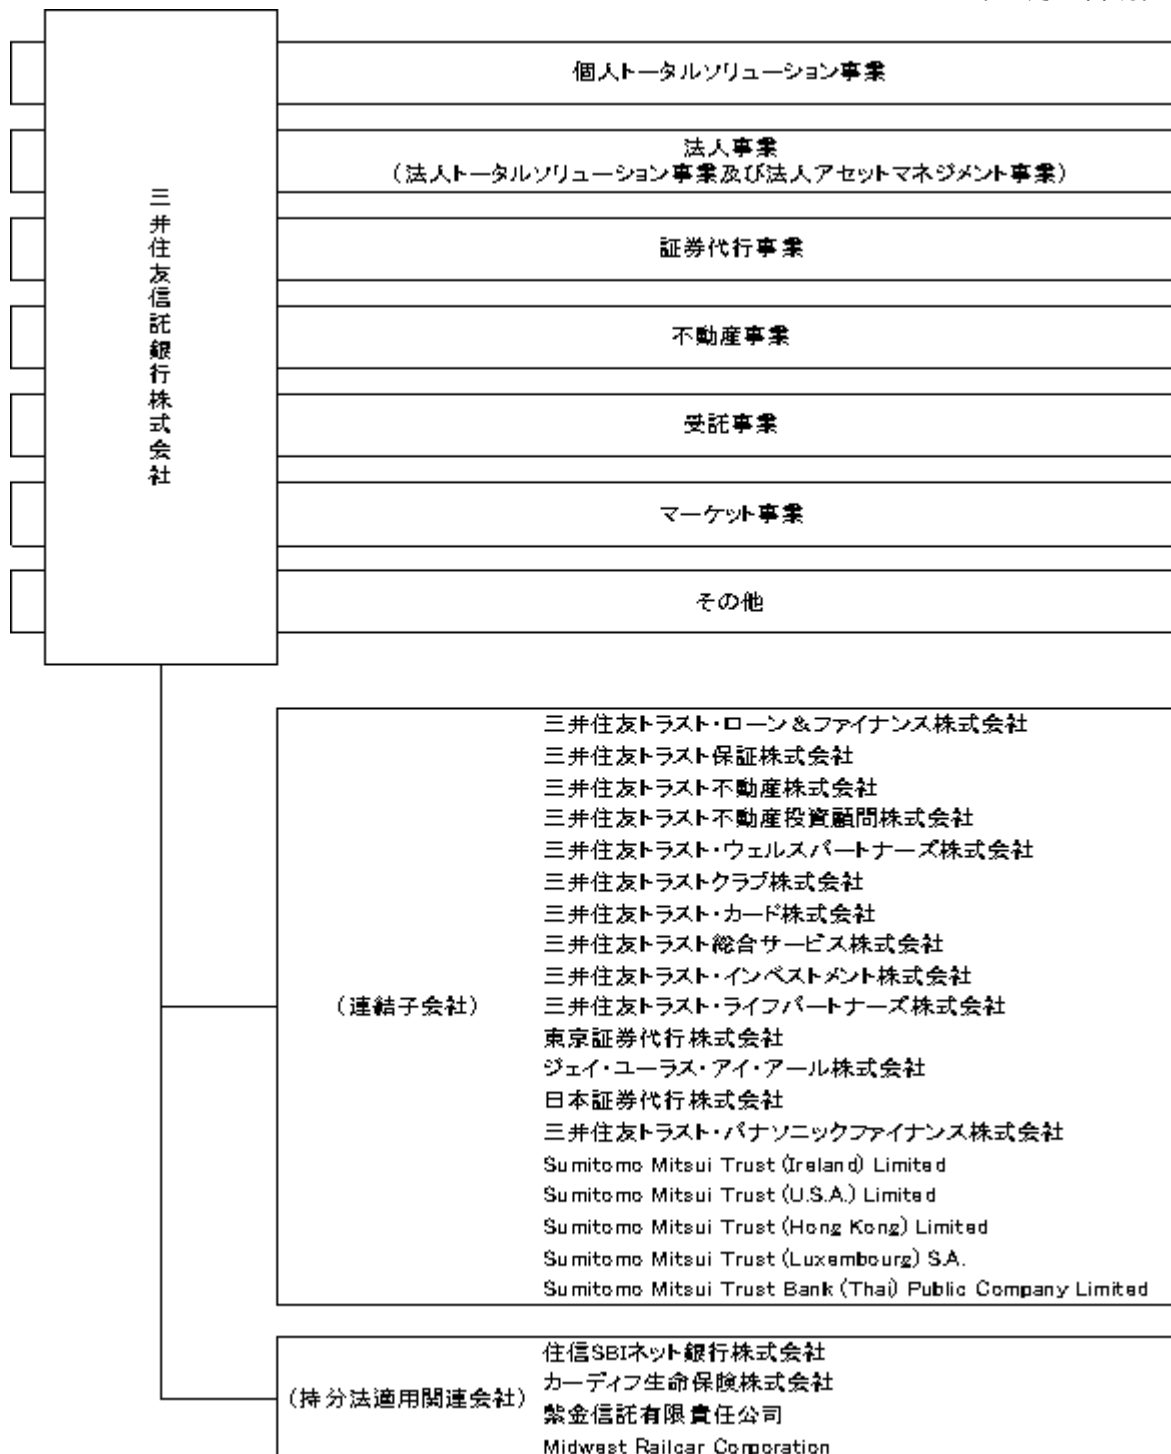 三井住友信託銀行株式会社
個人トータルソリューション事業
法人事業
(法人トータルソリューション事業及び法人アセットマネジメント事業)
証券代行事業
不動産事業
受託事業
マーケット事業
その他
(連結子会社)
三井住友トラスト・ローン&ファイナンス株式会社
三井住友トラスト保証株式会社
三井住友トラスト不動産株式会社
三井住友トラスト不動産投資顧問株式会社
三井住友トラスト・ウェルスパートナーズ株式会社
三井住友トラストクラブ株式会社
三井住友トラスト・カード株式会社
三井住友トラスト総合サービス株式会社
三井住友トラスト・インベストメント株式会社
三井住友トラスト・ライフパートナーズ株式会社
東京証券代行株式会社
ジェイ・ユーラス・アイ・アール株式会社
日本証券代行株式会社
三井住友トラスト・パナソニックファイナンス株式会社
Sumitomo Mitsui Trust (Ireland) Limited
Sumitomo Mitsui Trust (U.S.A.) Limited
Sumitomo Mitsui Trust (Hong Kong) Limited
Sumitomo Mitsui Trust (Luxembourg) S.A.
Sumitomo Mitsui Trust Bank (Thai) Public Company Limited
(持分法適用関連会社)
住信SBIネット銀行株式会社
カーディフ生命保険株式会社
紫金信託有限責任公司
Midwest Railcar Corporation